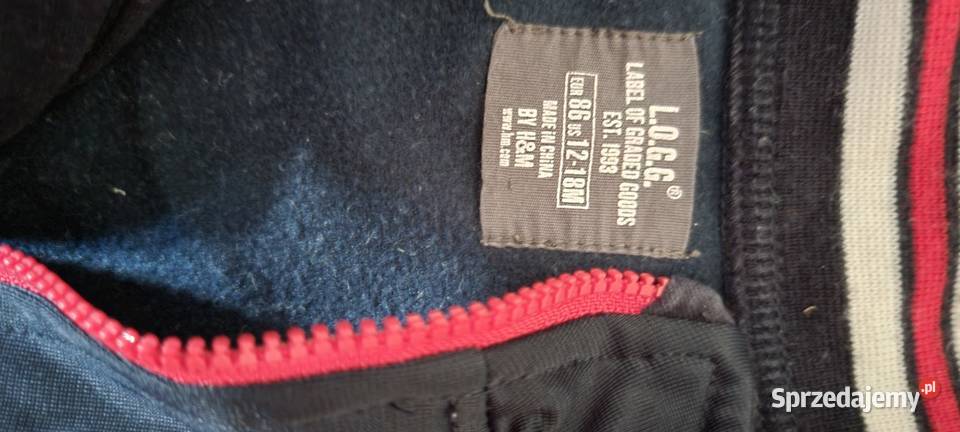 L.O.G.G.®
LABEL OF GRADED GOODS
EST. 1993
EUR 86 US 12-18M
MADE IN CHINA
BY H&M
www.hm.com
Sprzedajemy.pl